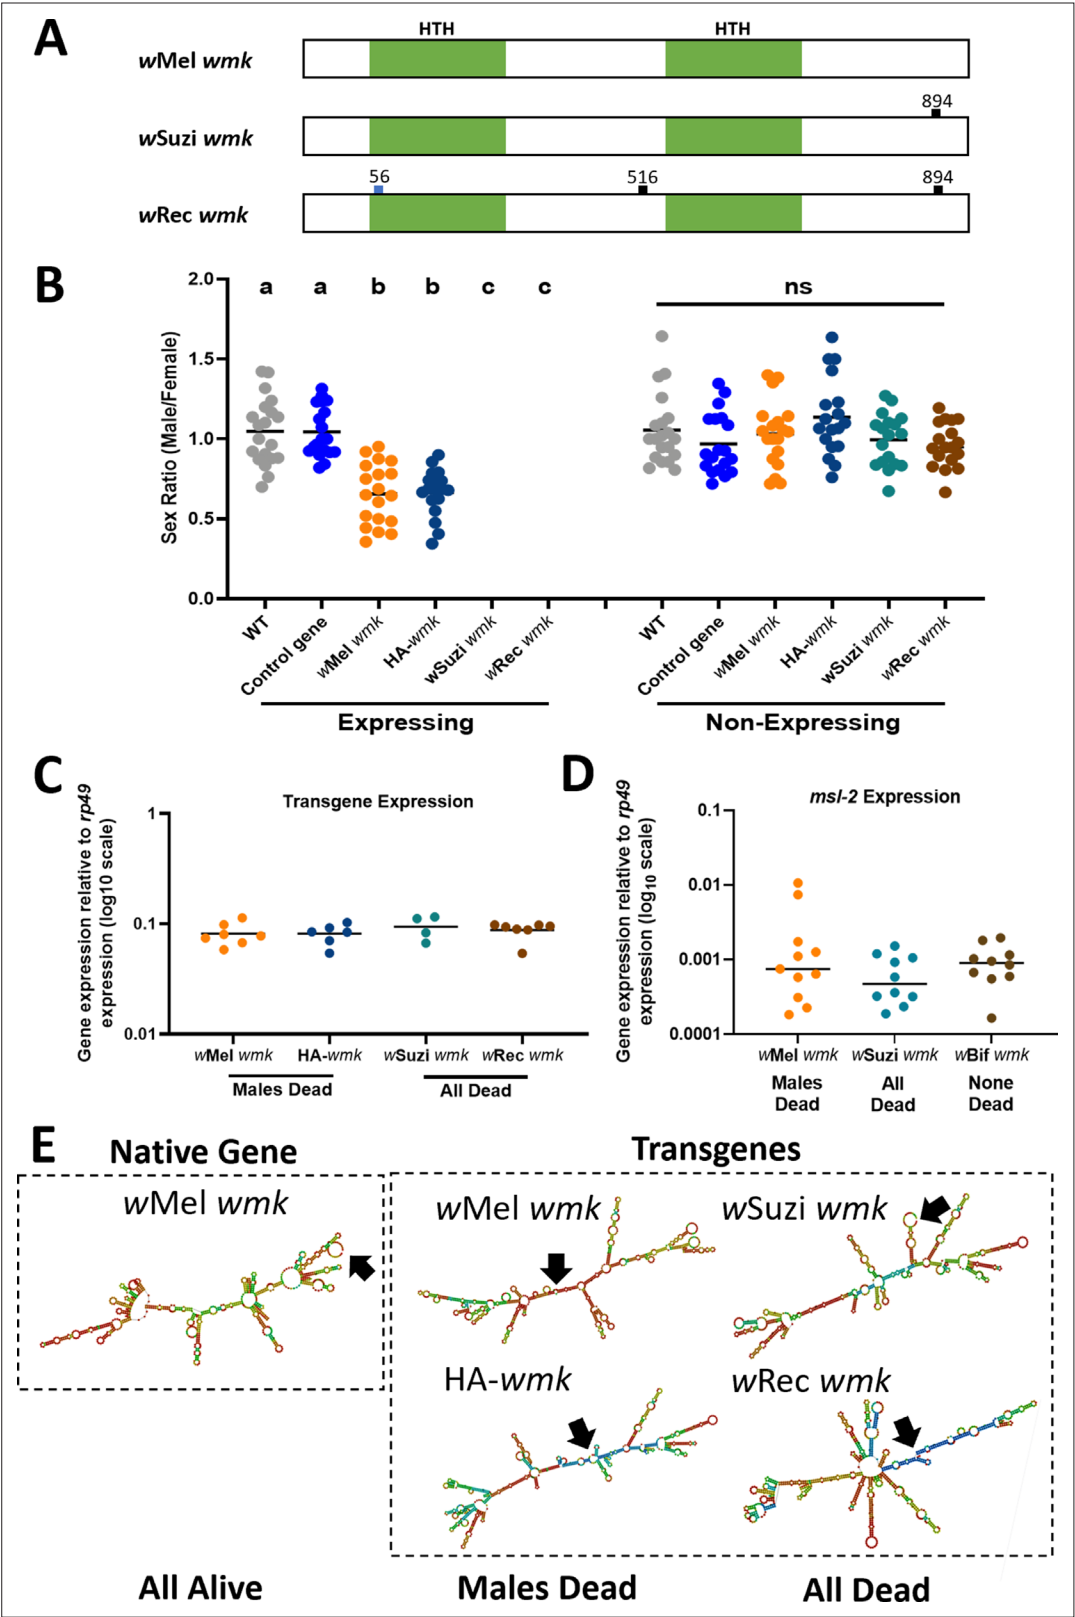 A
HTH HTH
wMel wmk
894
wSuzi wmk
56 516 894
wRec wmk
B
2.0
1.5
1.0
0.5
0.0
Sex Ratio (Male/Female)
a a b b c c ns
WT
Control gene
wMel wmk
HA-wmk
wSuzi wmk
wRec wmk
WT
Control gene
wMel wmk
HA-wmk
wSuzi wmk
wRec wmk
Expressing Non-Expressing
C
Gene expression relative to rp49
expression (log10 scale)
Transgene Expression
1
0.1
0.01
wMel wmk HA-wmk wSuzi wmk wRec wmk
Males Dead All Dead
D
Gene expression relative to rp49
expression (log10 scale)
msl-2 Expression
0.1
0.01
0.001
0.0001
wMel wmk wSuzi wmk wBif wmk
Males All None
Dead Dead Dead
E
Native Gene Transgenes
wMel wmk
wMel wmk wSuzi wmk
HA-wmk wRec wmk
All Alive Males Dead All Dead